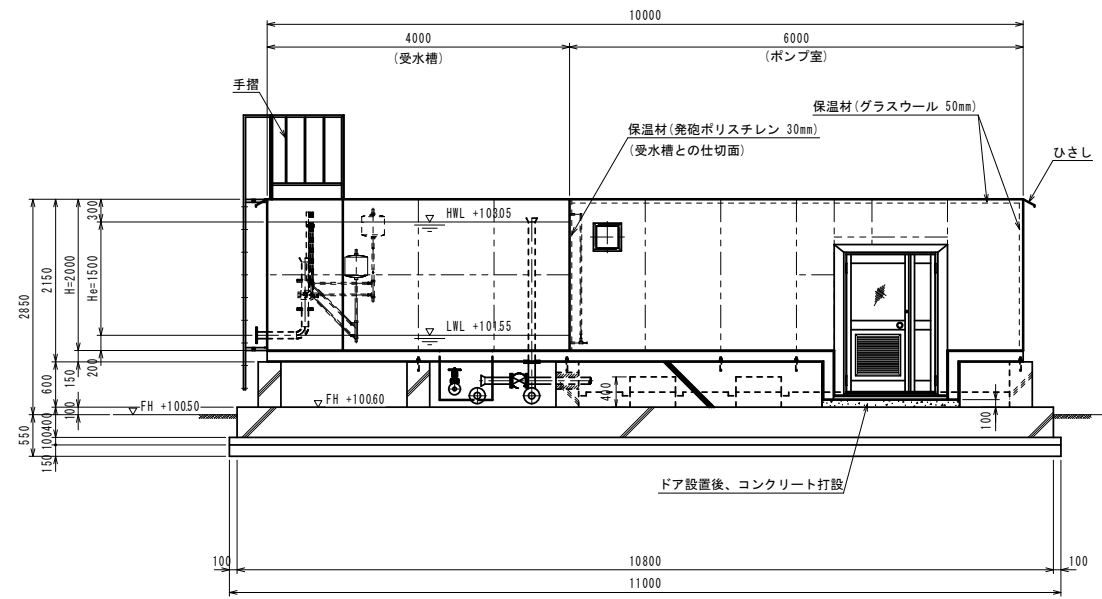 10000
4000
(受水槽)
6000
(ポンプ室)
手摺
保温材(グラスウール 50mm)
保温材(発砲ポリスチレン 30mm)
(受水槽との仕切面)
ひさし
HWL +103.05
LWL +101.55
300
He=1500
200
H=2000
150
2150
600
2850
100
400
100
150
550
FH +100.50
FH +100.60
400
100
ドア設置後、コンクリート打設
100
10800
100
11000